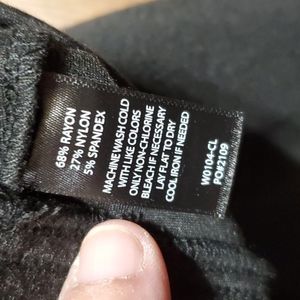 68% RAYON
27% NYLON
5% SPANDEX
MACHINE WASH COLD
WITH LIKE COLORS
ONLY NON-CHLORINE
BLEACH IF NECESSARY
LAY FLAT TO DRY
COOL IRON IF NEEDED
W0104-CL
PO#2109